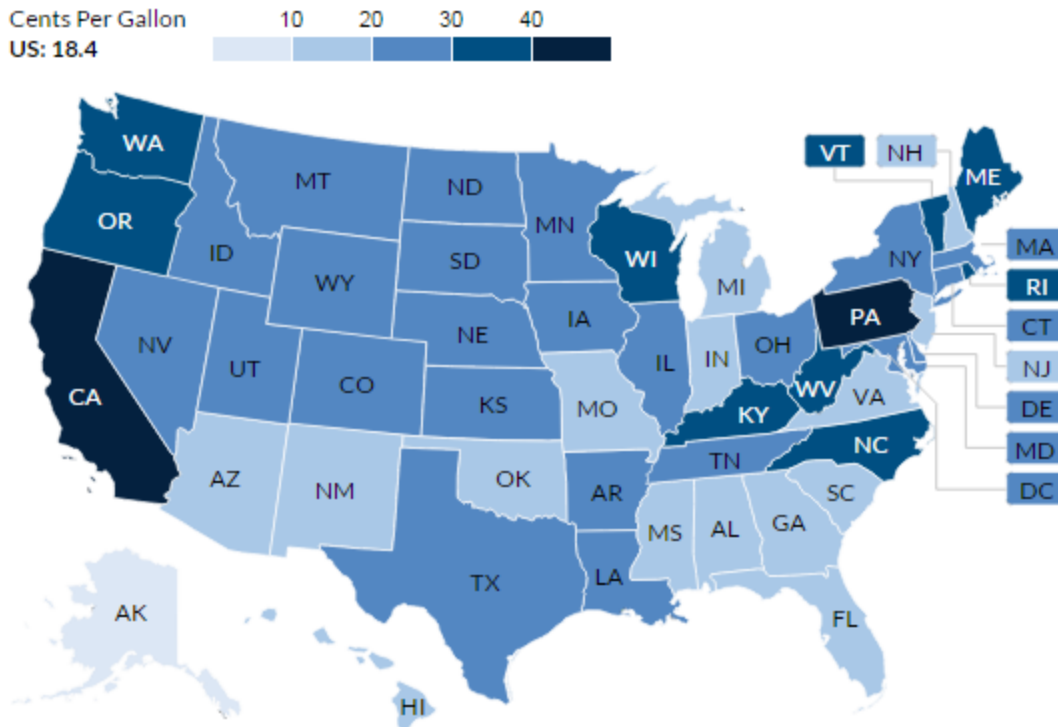 Cents Per Gallon 10 20 30 40
US: 18.4
WA
VT NH
ME
MT ND
OR MN
MA
ID SD WI NY
WY MI RI
PA
NE IA CT
NV UT IL IN OH
CO NJ
CA KS MO WV VA
KY DE
NC
TN MD
AZ OK
NM AR SC DC
MS AL GA
TX LA
AK FL
HI